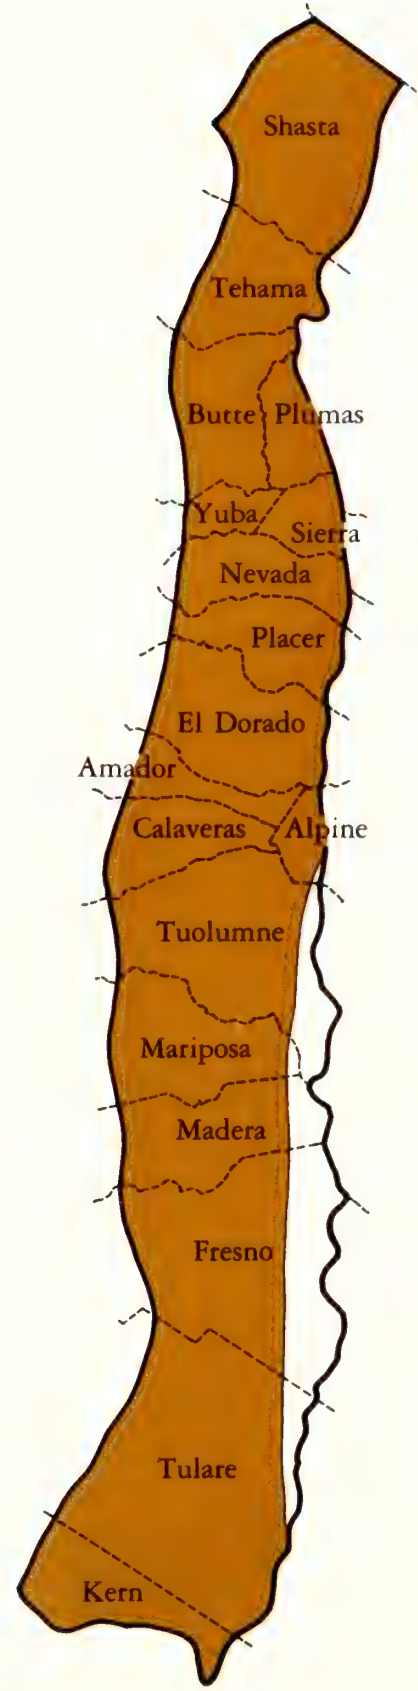 Shasta
Tehama
Butte
Plumas
Yuba
Sierra
Nevada
Placer
El Dorado
Amador
Calaveras
Alpine
Tuolumne
Mariposa
Madera
Fresno
Tulare
Kern